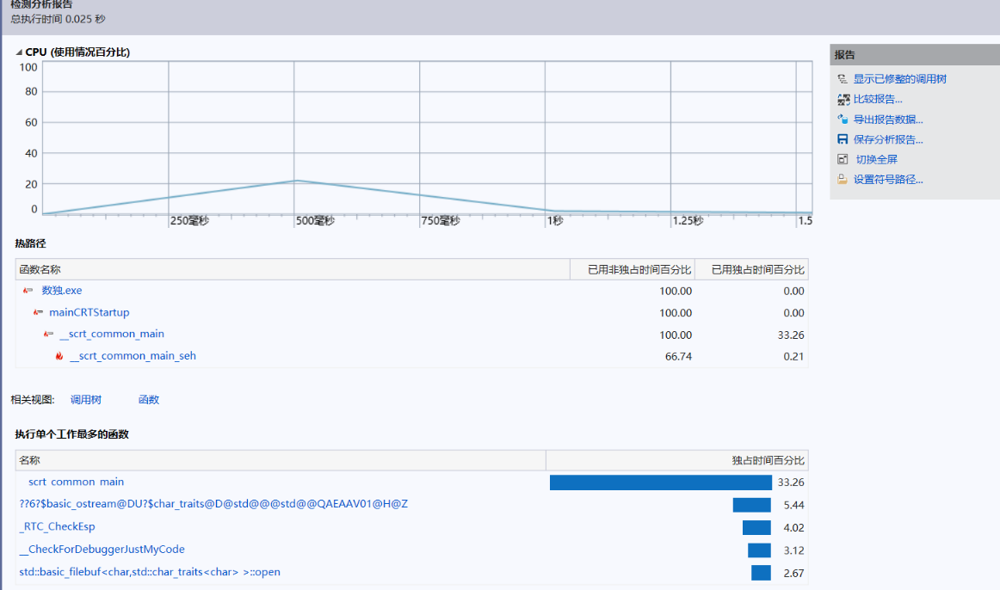 检测分析报告
总执行时间 0.025 秒
CPU (使用情况百分比)
100
80
60
40
20
0
250毫秒
500毫秒
750毫秒
1秒
1.25秒
1.5
热路径
函数名称 已用非独占时间百分比 已用独占时间百分比
数独.exe 100.00 0.00
mainCRTStartup 100.00 0.00
__scrt_common_main 100.00 33.26
__scrt_common_main_seh 66.74 0.21
相关视图: 调用树 函数
执行单个工作最多的函数
名称 独占时间百分比
__scrt_common_main 33.26
??6?$basic_ostream@DU?$char_traits@D@std@@@std@@QAEAAV01@H@Z 5.44
_RTC_CheckEsp 4.02
__CheckForDebuggerJustMyCode 3.12
std::basic_filebuf<char,std::char_traits<char> >::open 2.67
报告
显示已修整的调用树
比较报告...
导出报告数据...
保存分析报告...
切换全屏
设置符号路径...